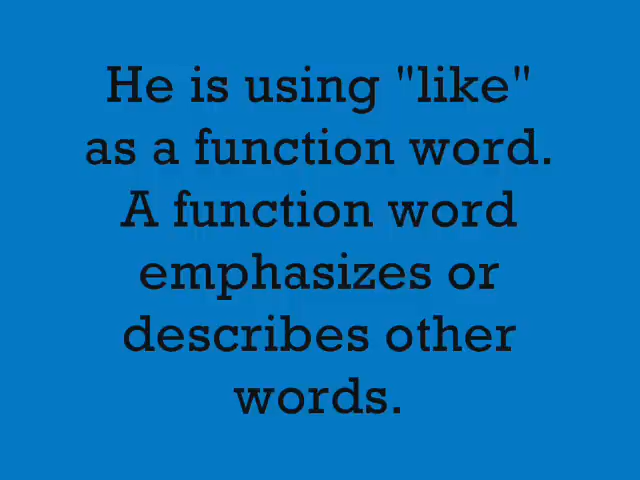 He is using "like"
as a function word.
A function word
emphasizes or
describes other
words.